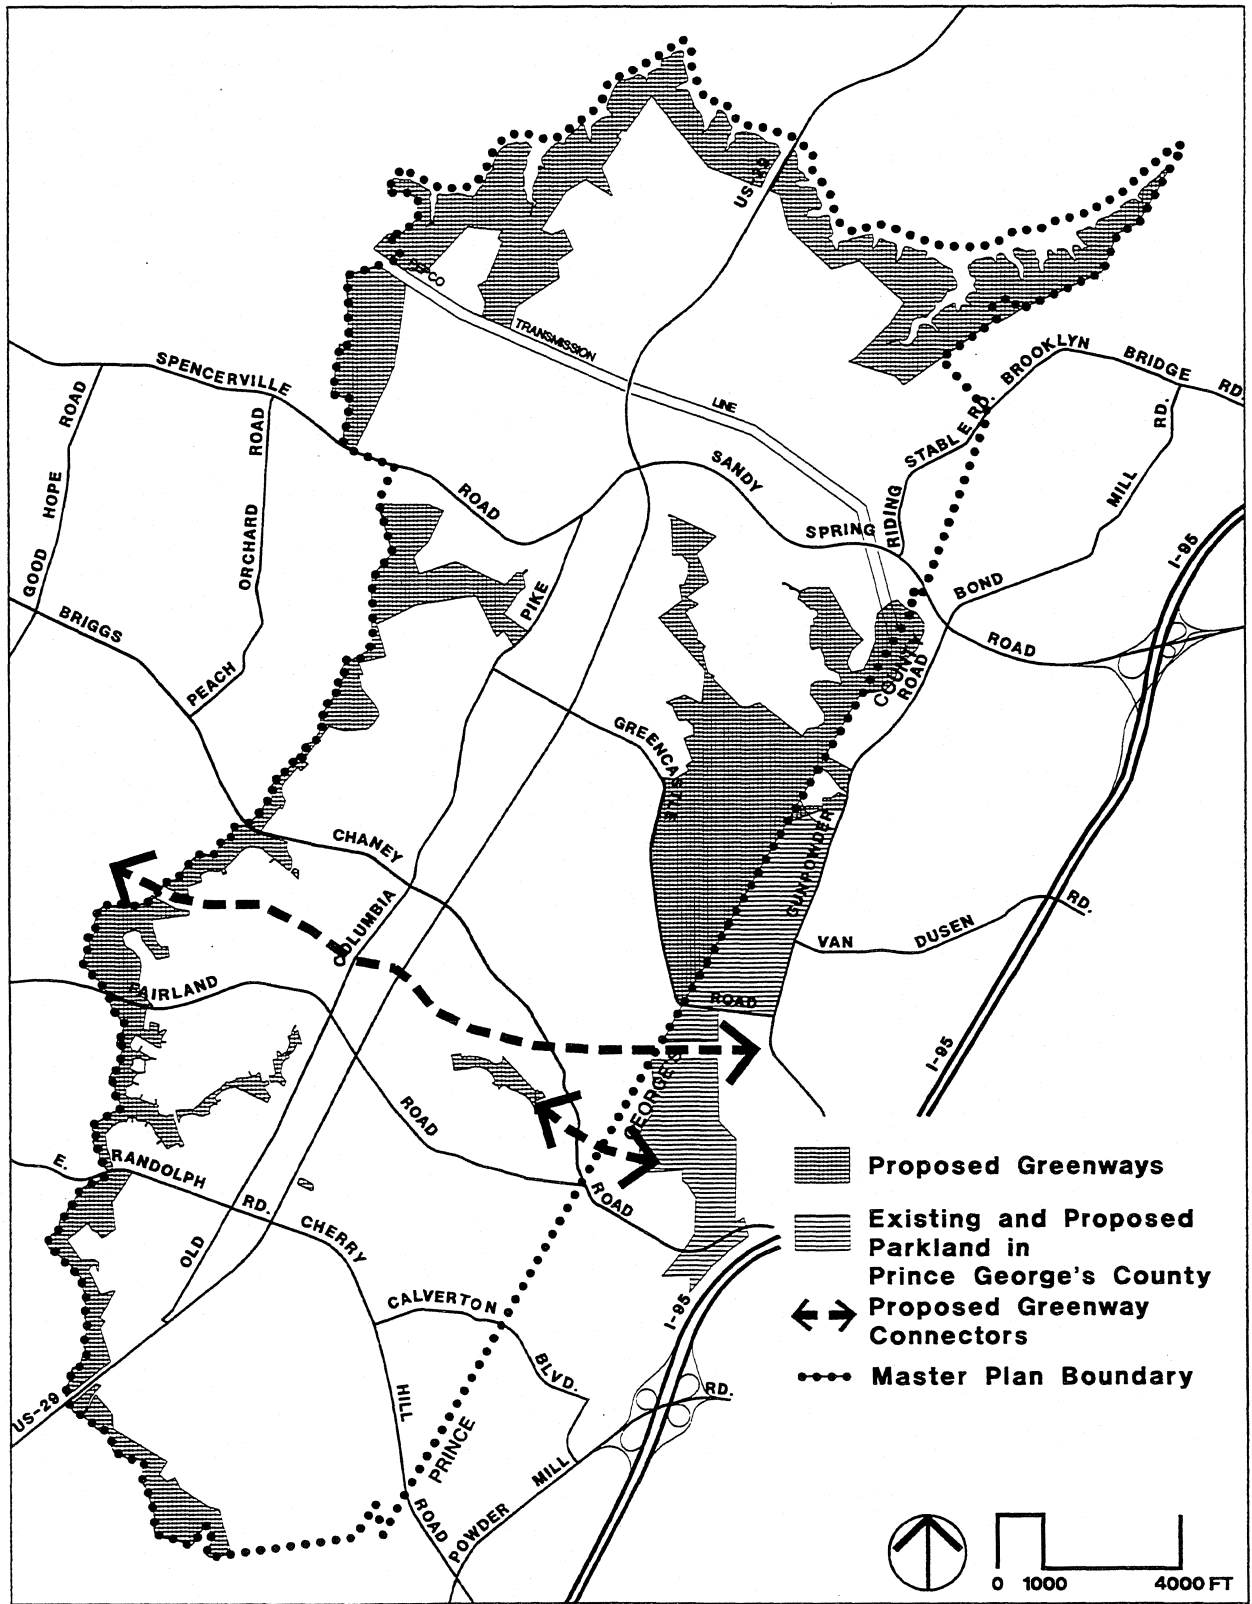 US-29
PEPCO
TRANSMISSION
LINE
SPENCERVILLE
ROAD
GOOD
HOPE
ROAD
PEACH
ORCHARD
ROAD
BRIGGS
CHANEY
ROAD
SANDY
SPRING
ROAD
RIDING
STABLE RD.
BROOKLYN
BRIDGE
RD.
BOND
MILL
RD.
I-95
PIKE
GREENCASTLE
ROAD
COUNTY
ROAD
GUNPOWDER
VAN
DUSEN
RD.
COLUMBIA
FAIRLAND
ROAD
I-95
GEORGE'S
E.
RANDOLPH
RD.
CHERRY
HILL
ROAD
OLD
CALVERTON
BLVD.
I-95
RD.
US-29
PRINCE
POWDER
MILL
Proposed Greenways
Existing and Proposed
Parkland in
Prince George's County
Proposed Greenway
Connectors
Master Plan Boundary
0 1000 4000 FT